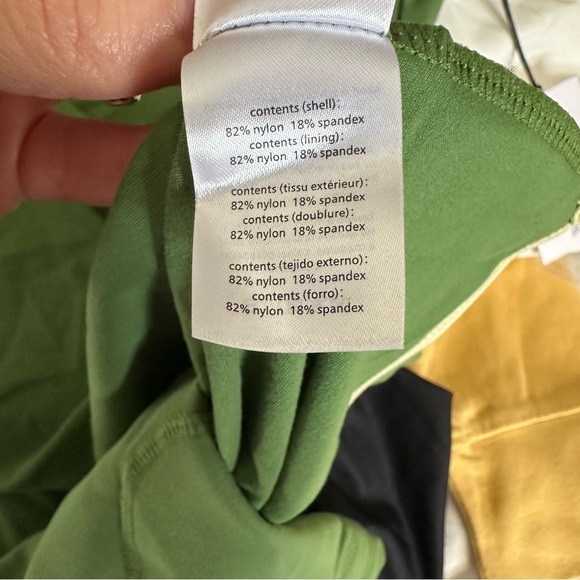 contents (shell):
82% nylon 18% spandex
contents (lining):
82% nylon 18% spandex
contents (tissu extérieur):
82% nylon 18% spandex
contents (doublure):
82% nylon 18% spandex
contents (tejido externo):
82% nylon 18% spandex
contents (forro):
82% nylon 18% spandex